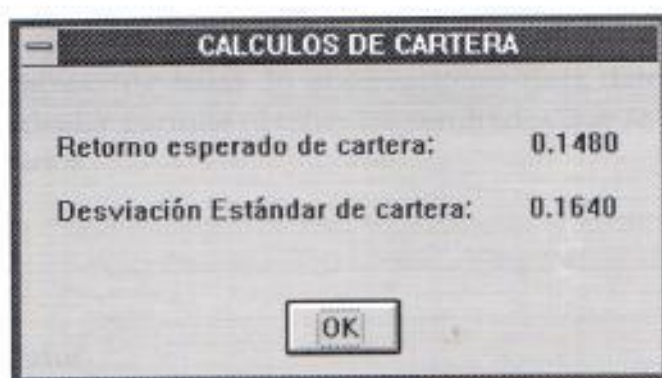 CALCULOS DE CARTERA
Retorno esperado de cartera: 0.1480
Desviación Estándar de cartera: 0.1640
OK